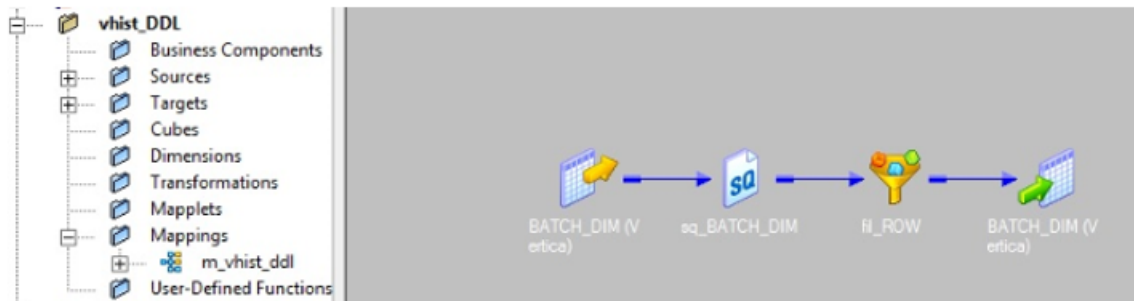 vhist_DDL
Business Components
Sources
Targets
Cubes
Dimensions
Transformations
Mapplets
Mappings
m_vhist_ddl
User-Defined Functions
SQ
BATCH_DIM (V
ertica)
sq_BATCH_DIM
fil_ROW
BATCH_DIM (V
ertica)